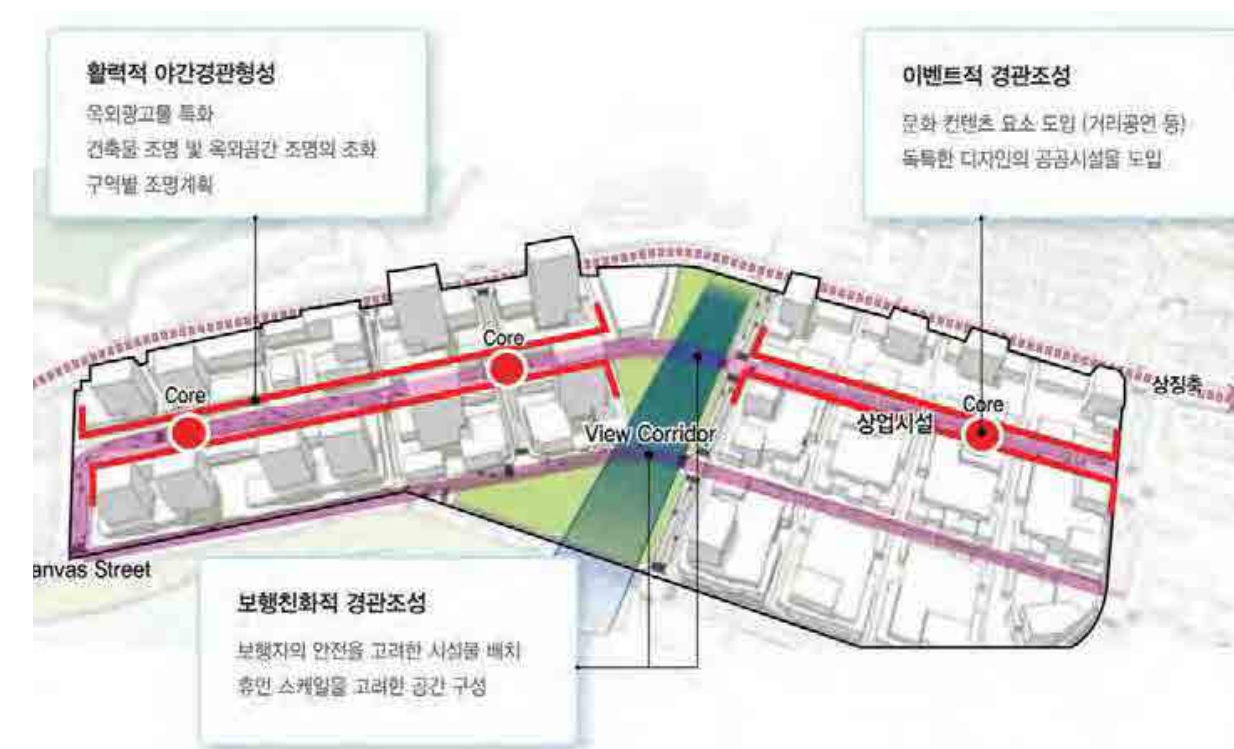 활력적 야간경관형성
옥외광고물 특화
건축물 조명 및 옥외공간 조명의 조화
구역별 조명계획
이벤트적 경관조성
문화 컨텐츠 요소 도입 (거리공연 등)
독특한 디자인의 공공시설물 도입
Core
Core
상징축
Core
상업시설
View Corridor
anvas Street
보행친화적 경관조성
보행자의 안전을 고려한 시설물 배치
휴먼 스케일을 고려한 공간 구성